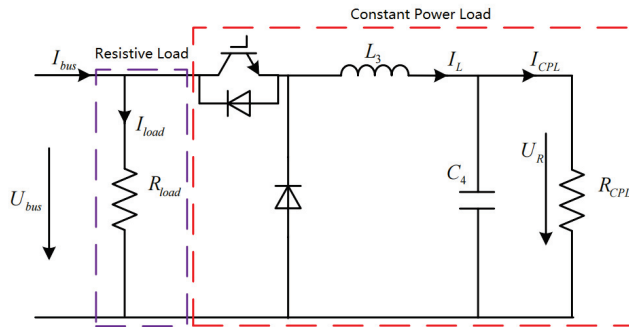 Constant Power Load
Resistive Load
I_bus
L_3
I_L
I_CPL
I_load
R_load
U_bus
C_4
U_R
R_CPL